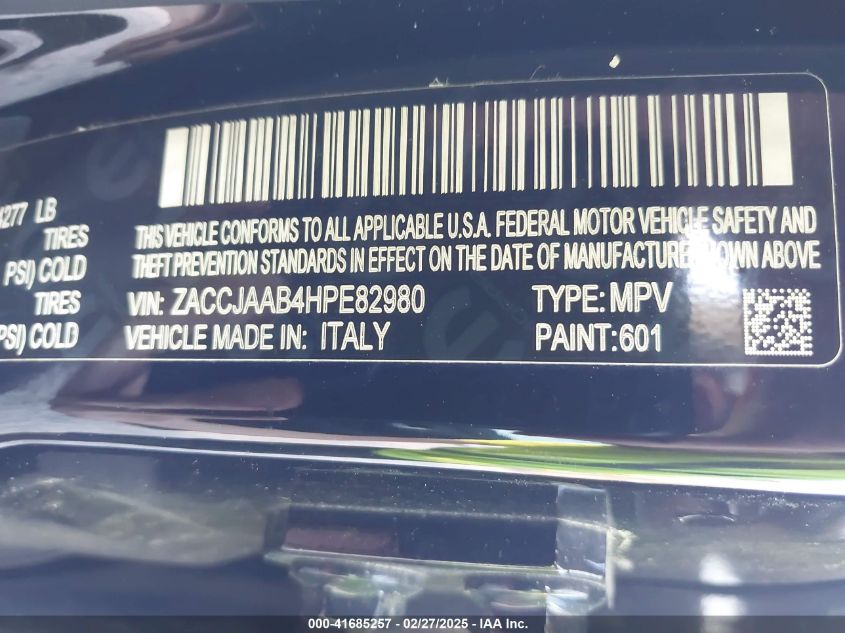 4277 LB
TIRES
PSI) COLD
TIRES
PSI) COLD
THIS VEHICLE CONFORMS TO ALL APPLICABLE U.S.A. FEDERAL MOTOR VEHICLE SAFETY AND
THEFT PREVENTION STANDARDS IN EFFECT ON THE DATE OF MANUFACTURE SHOWN ABOVE
VIN: ZACCJAAB4HPE82980 TYPE: MPV
VEHICLE MADE IN: ITALY PAINT:601
000-41685257 - 02/27/2025 - IAA Inc.